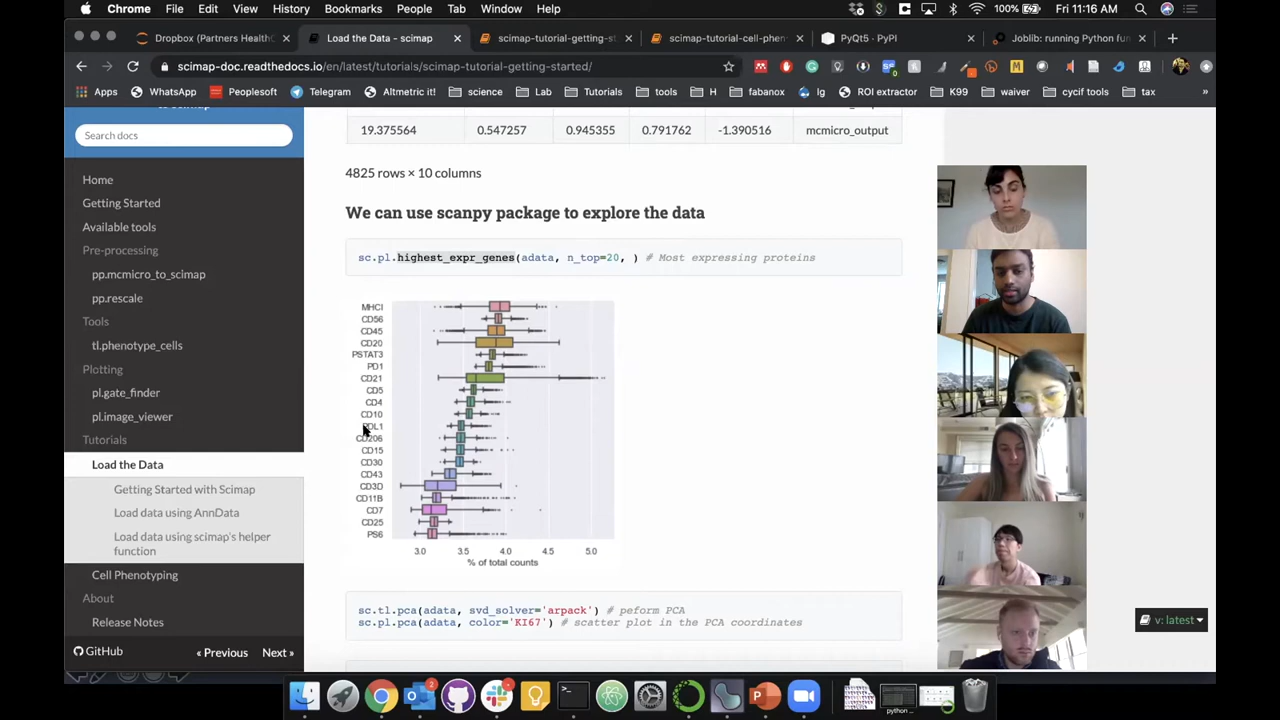 Chrome File Edit View History Bookmarks People Tab Window Help 100% Fri 11:16 AM
Dropbox (Partners HealthC Load the Data - scimap scimap-tutorial-getting-st scimap-tutorial-cell-phen PyQt5 · PyPI Joblib: running Python fun
scimap-doc.readthedocs.io/en/latest/tutorials/scimap-tutorial-getting-started/
Apps WhatsApp Peoplesoft Telegram Altmetric it! science Lab Tutorials tools H fabanox Ig ROI extractor K99 waiver cycif tools tax »
Search docs
Home
Getting Started
Available tools
Pre-processing
pp.mcmicro_to_scimap
pp.rescale
Tools
tl.phenotype_cells
Plotting
pl.gate_finder
pl.image_viewer
Tutorials
Load the Data
Getting Started with Scimap
Load data using AnnData
Load data using scimap's helper
function
Cell Phenotyping
About
Release Notes
GitHub « Previous Next »
19.375564 0.547257 0.945355 0.791762 -1.390516 mcmicro_output
4825 rows × 10 columns
We can use scanpy package to explore the data
sc.pl.highest_expr_genes(adata, n_top=20, ) # Most expressing proteins
MHCI
CD56
CD45
CD20
PSTAT3
PD1
CD21
CD5
CD4
CD10
CD206
CD15
CD30
CD43
CD3D
CD11B
CD7
CD25
PS6
3.0 3.5 4.0 4.5 5.0
% of total counts
sc.tl.pca(adata, svd_solver='arpack') # peform PCA
sc.pl.pca(adata, color='KI67') # scatter plot in the PCA coordinates
v: latest
python ...